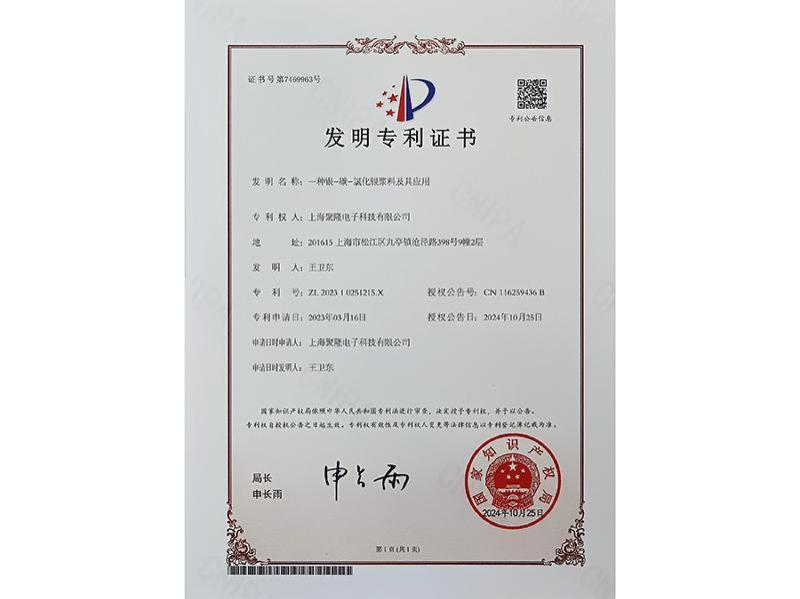 证书号第7469963号
专利公告信息
发明专利证书
发 明 名 称：一种银-碳-氯化银浆料及其应用
专 利 权 人：上海聚隆电子科技有限公司
地 址：201615 上海市松江区九亭镇沧泾路398号9幢2层
发 明 人：王卫东
专 利 号：ZL 2023 1 0251215.X 授权公告号：CN 116259436 B
专利申请日：2023年03月16日 授权公告日：2024年10月25日
申请日时申请人：上海聚隆电子科技有限公司
申请日时发明人：王卫东
国家知识产权局依照中华人民共和国专利法进行审查，决定授予专利权，并予以公告。
专利权自授权公告之日起生效。专利权有效性及专利权人变更等法律信息以专利登记簿记载为准。
局长
申长雨
申长雨
国家知识产权局
2024年10月25日
第 1 页 (共 1 页)